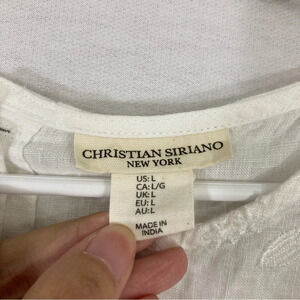 CHRISTIAN SIRIANO
NEW YORK
US: L
CA: L/G
UK: L
EU: L
AU: L
MADE IN
INDIA